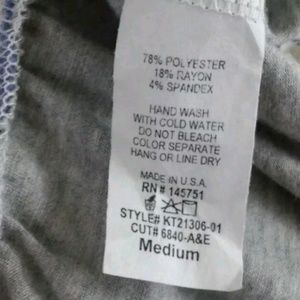 78% POLYESTER
18% RAYON
4% SPANDEX
HAND WASH
WITH COLD WATER
DO NOT BLEACH
COLOR SEPARATE
HANG OR LINE DRY
MADE IN U.S.A.
RN# 145751
STYLE# KT21306-01
CUT# 6840-A&E
Medium